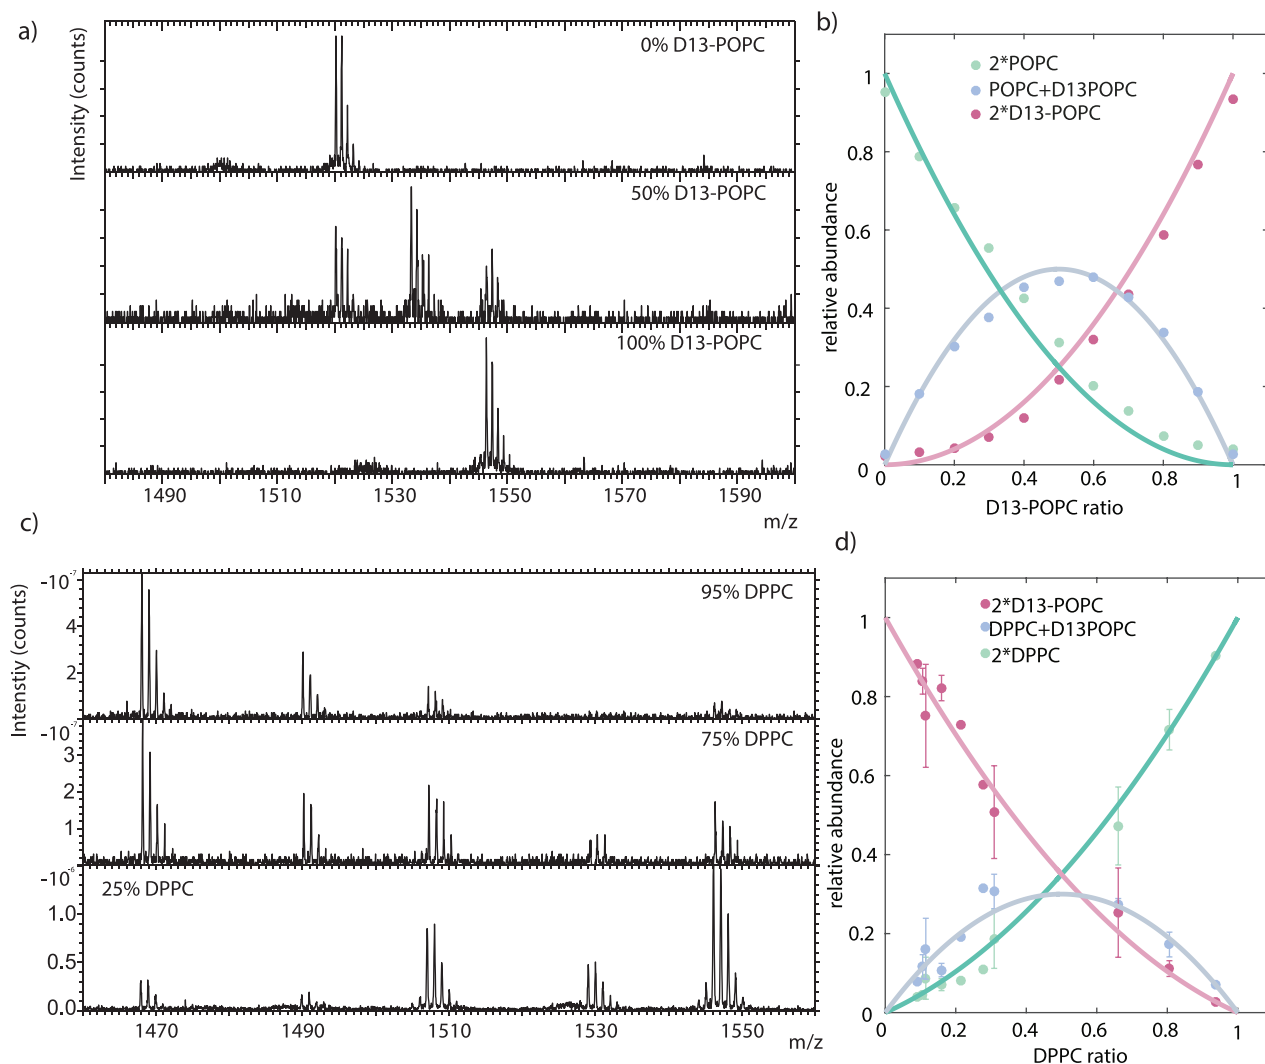 a)
Intensity (counts)
0% D13-POPC
50% D13-POPC
100% D13-POPC
1490 1510 1530 1550 1570 1590
m/z
b)
relative abundance
1
0.8
0.6
0.4
0.2
0
2*POPC
POPC+D13POPC
2*D13-POPC
0 0.2 0.4 0.6 0.8 1
D13-POPC ratio
c)
Intenstiy (counts)
-10⁻⁷
4
2
95% DPPC
-10⁻⁷
3
2
1
75% DPPC
-10⁻⁶
1.0
0.5
0.0
25% DPPC
1470 1490 1510 1530 1550
m/z
d)
relative abundance
1
0.8
0.6
0.4
0.2
0
2*D13-POPC
DPPC+D13POPC
2*DPPC
0 0.2 0.4 0.6 0.8 1
DPPC ratio